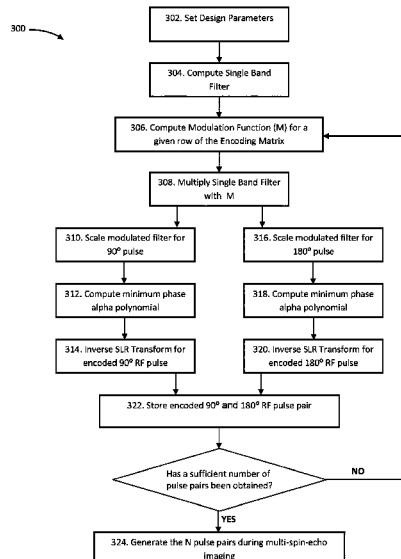 300
302. Set Design Parameters
304. Compute Single Band
Filter
306. Compute Modulation Function (M) for a
given row of the Encoding Matrix
308. Multiply Single Band Filter
with M
310. Scale modulated filter for
90° pulse
316. Scale modulated filter for
180° pulse
312. Compute minimum phase
alpha polynomial
318. Compute minimum phase
alpha polynomial
314. Inverse SLR Transform for
encoded 90° RF pulse
320. Inverse SLR Transform for
encoded 180° RF pulse
322. Store encoded 90° and 180° RF pulse pair
Has a sufficient number of
pulse pairs been obtained?
NO
YES
324. Generate the N pulse pairs during multi-spin-echo
imaging